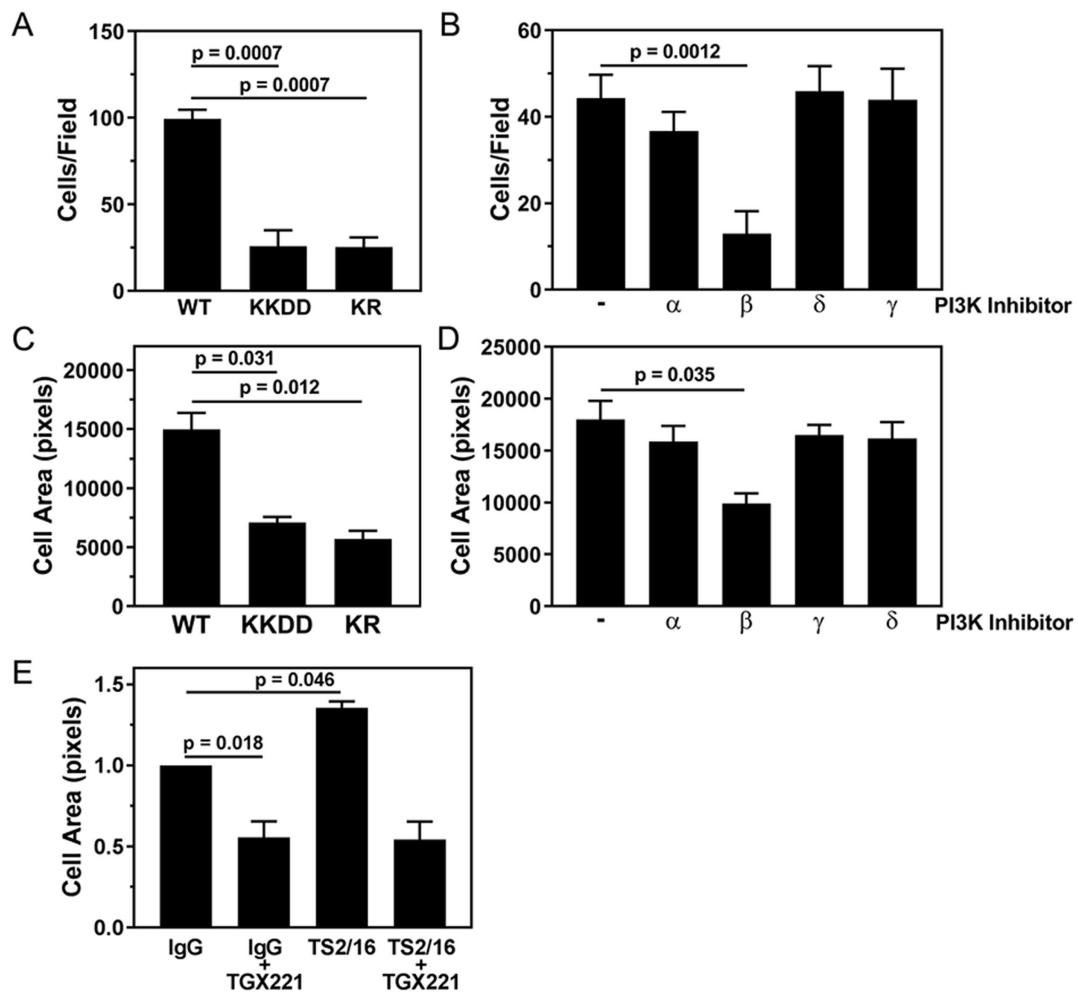 A
150
100
50
0
Cells/Field
p = 0.0007
p = 0.0007
WT KKDD KR
B
60
40
20
0
Cells/Field
p = 0.0012
- α β δ γ PI3K Inhibitor
C
20000
15000
10000
5000
0
Cell Area (pixels)
p = 0.031
p = 0.012
WT KKDD KR
D
25000
20000
15000
10000
5000
0
Cell Area (pixels)
p = 0.035
- α β γ δ PI3K Inhibitor
E
1.5
1.0
0.5
0.0
Cell Area (pixels)
p = 0.046
p = 0.018
IgG IgG TS2/16 TS2/16
+ +
TGX221 TGX221